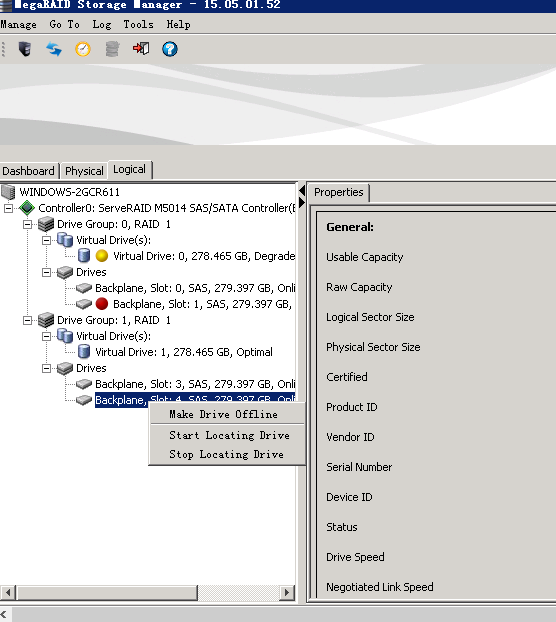 MegaRAID Storage Manager - 15.05.01.52
Manage Go To Log Tools Help
Dashboard Physical Logical
WINDOWS-2GCR611
Controller0: ServeRAID M5014 SAS/SATA Controller(B
Drive Group: 0, RAID 1
Virtual Drive(s):
Virtual Drive: 0, 278.465 GB, Degrade
Drives
Backplane, Slot: 0, SAS, 279.397 GB, Onli
Backplane, Slot: 1, SAS, 279.397 GB,
Drive Group: 1, RAID 1
Virtual Drive(s):
Virtual Drive: 1, 278.465 GB, Optimal
Drives
Backplane, Slot: 3, SAS, 279.397 GB, Onli
Backplane, Slot: 4, SAS, 279.397 GB, Onli
Make Drive Offline
Start Locating Drive
Stop Locating Drive
Properties
General:
Usable Capacity
Raw Capacity
Logical Sector Size
Physical Sector Size
Certified
Product ID
Vendor ID
Serial Number
Device ID
Status
Drive Speed
Negotiated Link Speed